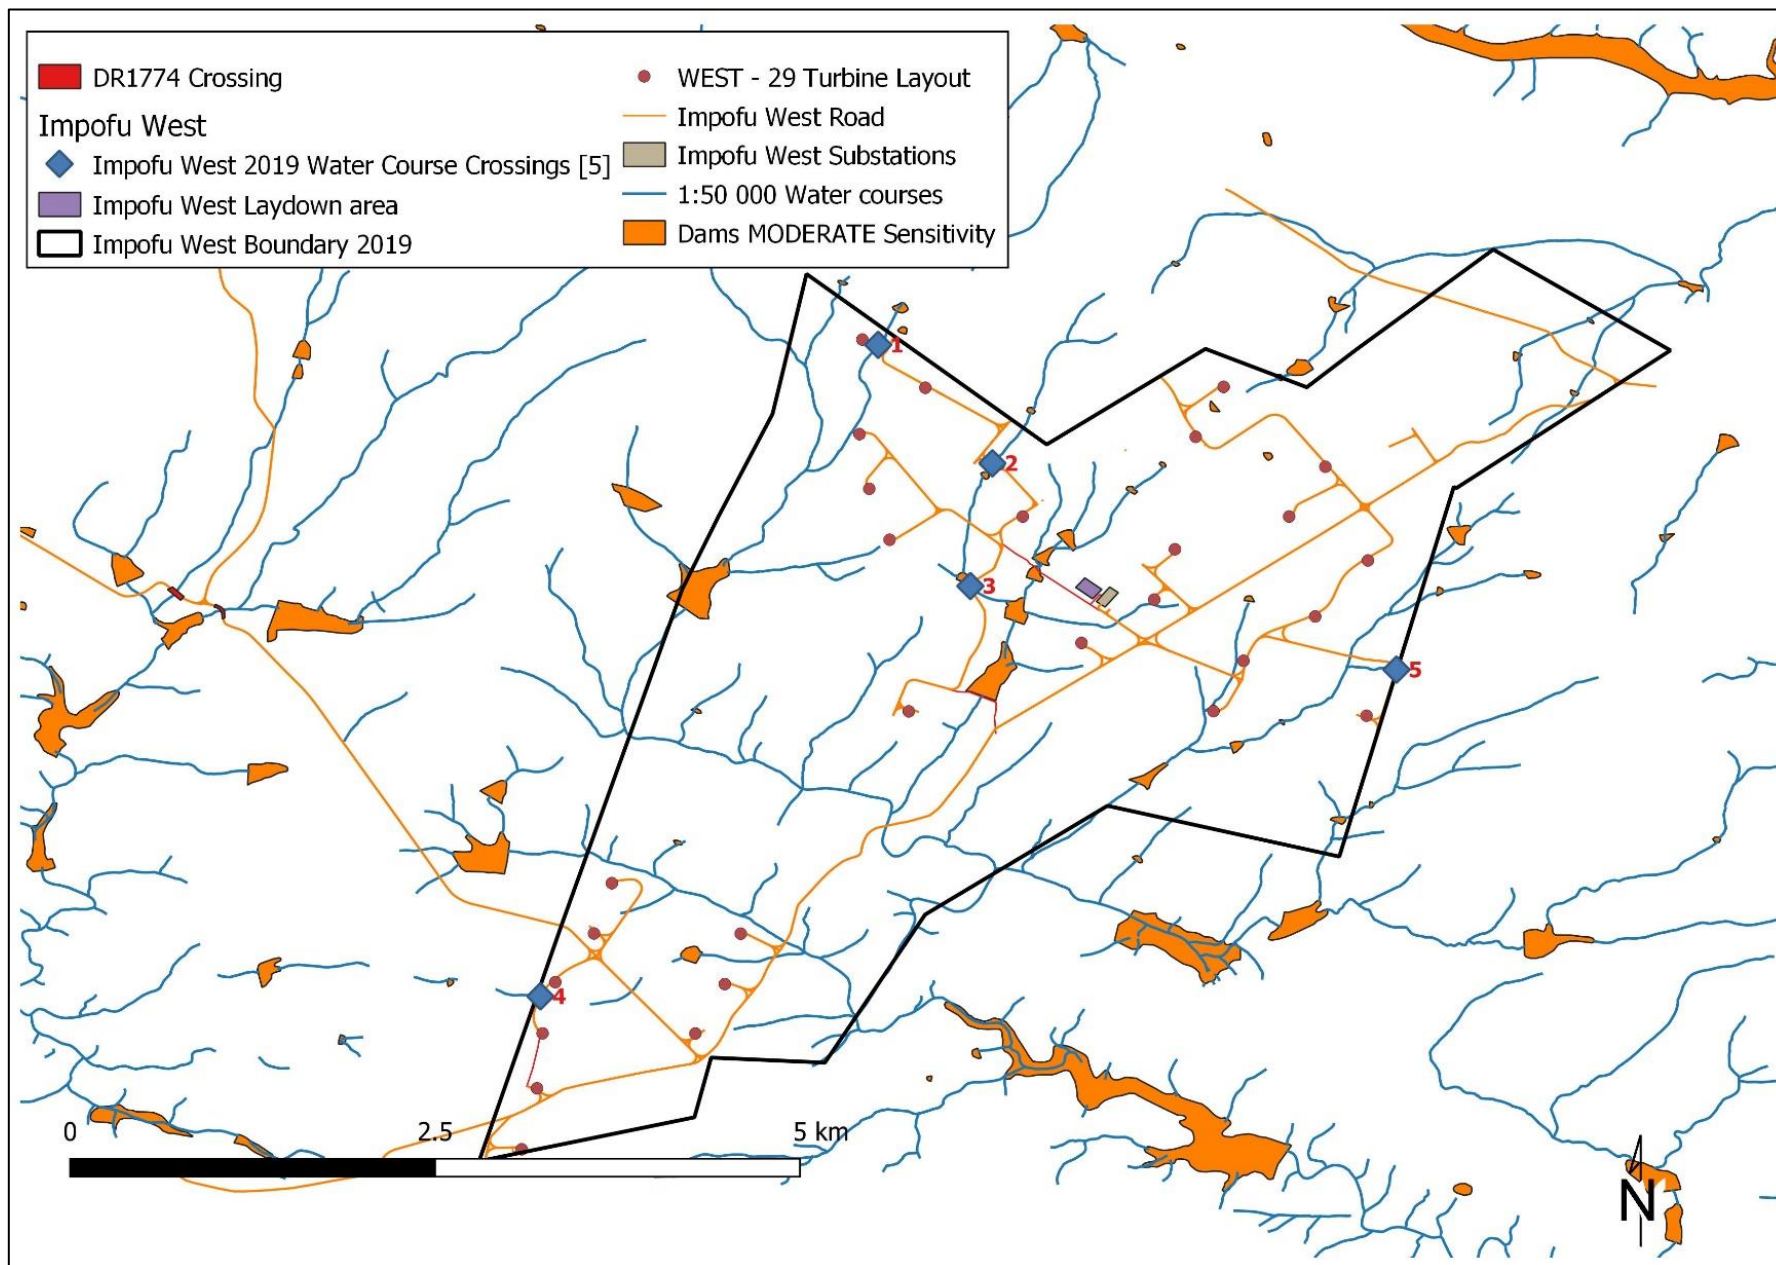 DR1774 Crossing
Impofu West
Impofu West 2019 Water Course Crossings [5]
Impofu West Laydown area
Impofu West Boundary 2019
WEST - 29 Turbine Layout
Impofu West Road
Impofu West Substations
1:50 000 Water courses
Dams MODERATE Sensitivity
1
2
3
5
4
0 2.5 5 km
N